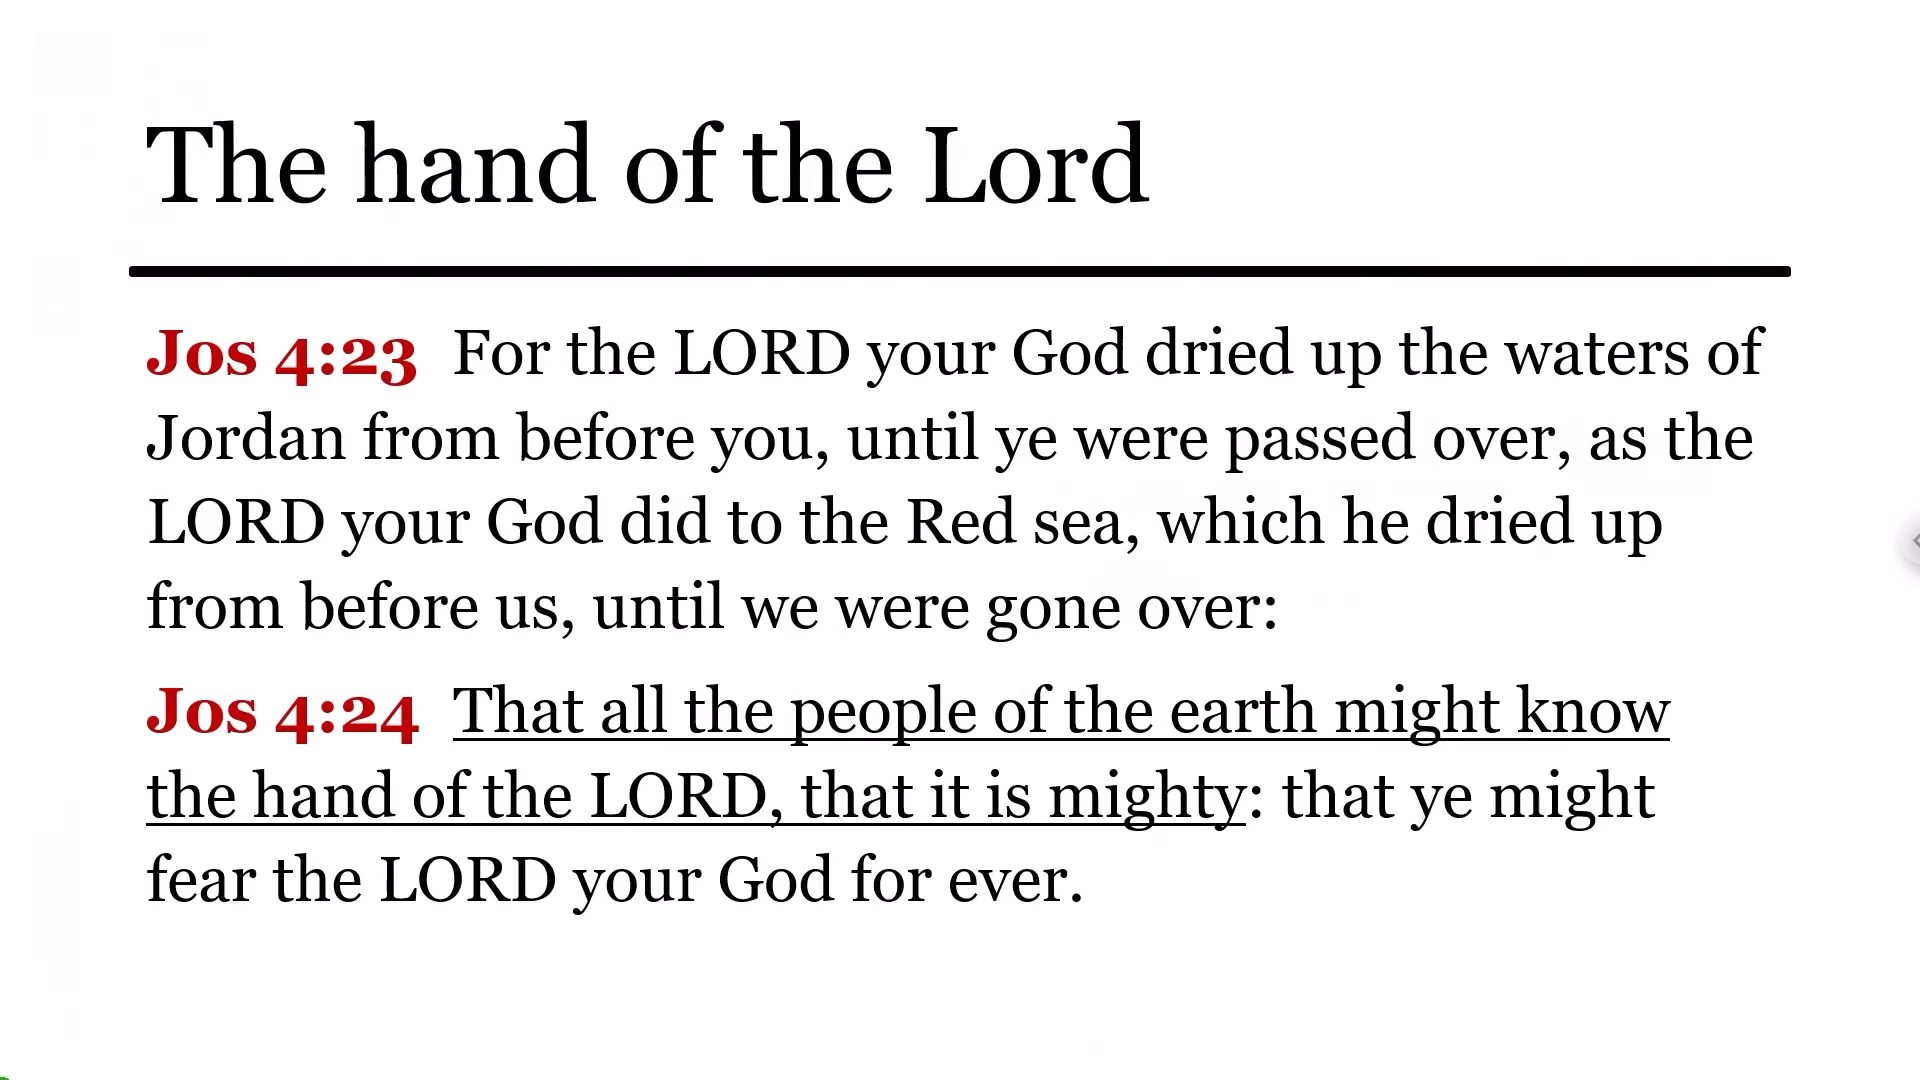 The hand of the Lord
Jos 4:23 For the LORD your God dried up the waters of
Jordan from before you, until ye were passed over, as the
LORD your God did to the Red sea, which he dried up
from before us, until we were gone over:
Jos 4:24 That all the people of the earth might know
the hand of the LORD, that it is mighty: that ye might
fear the LORD your God for ever.